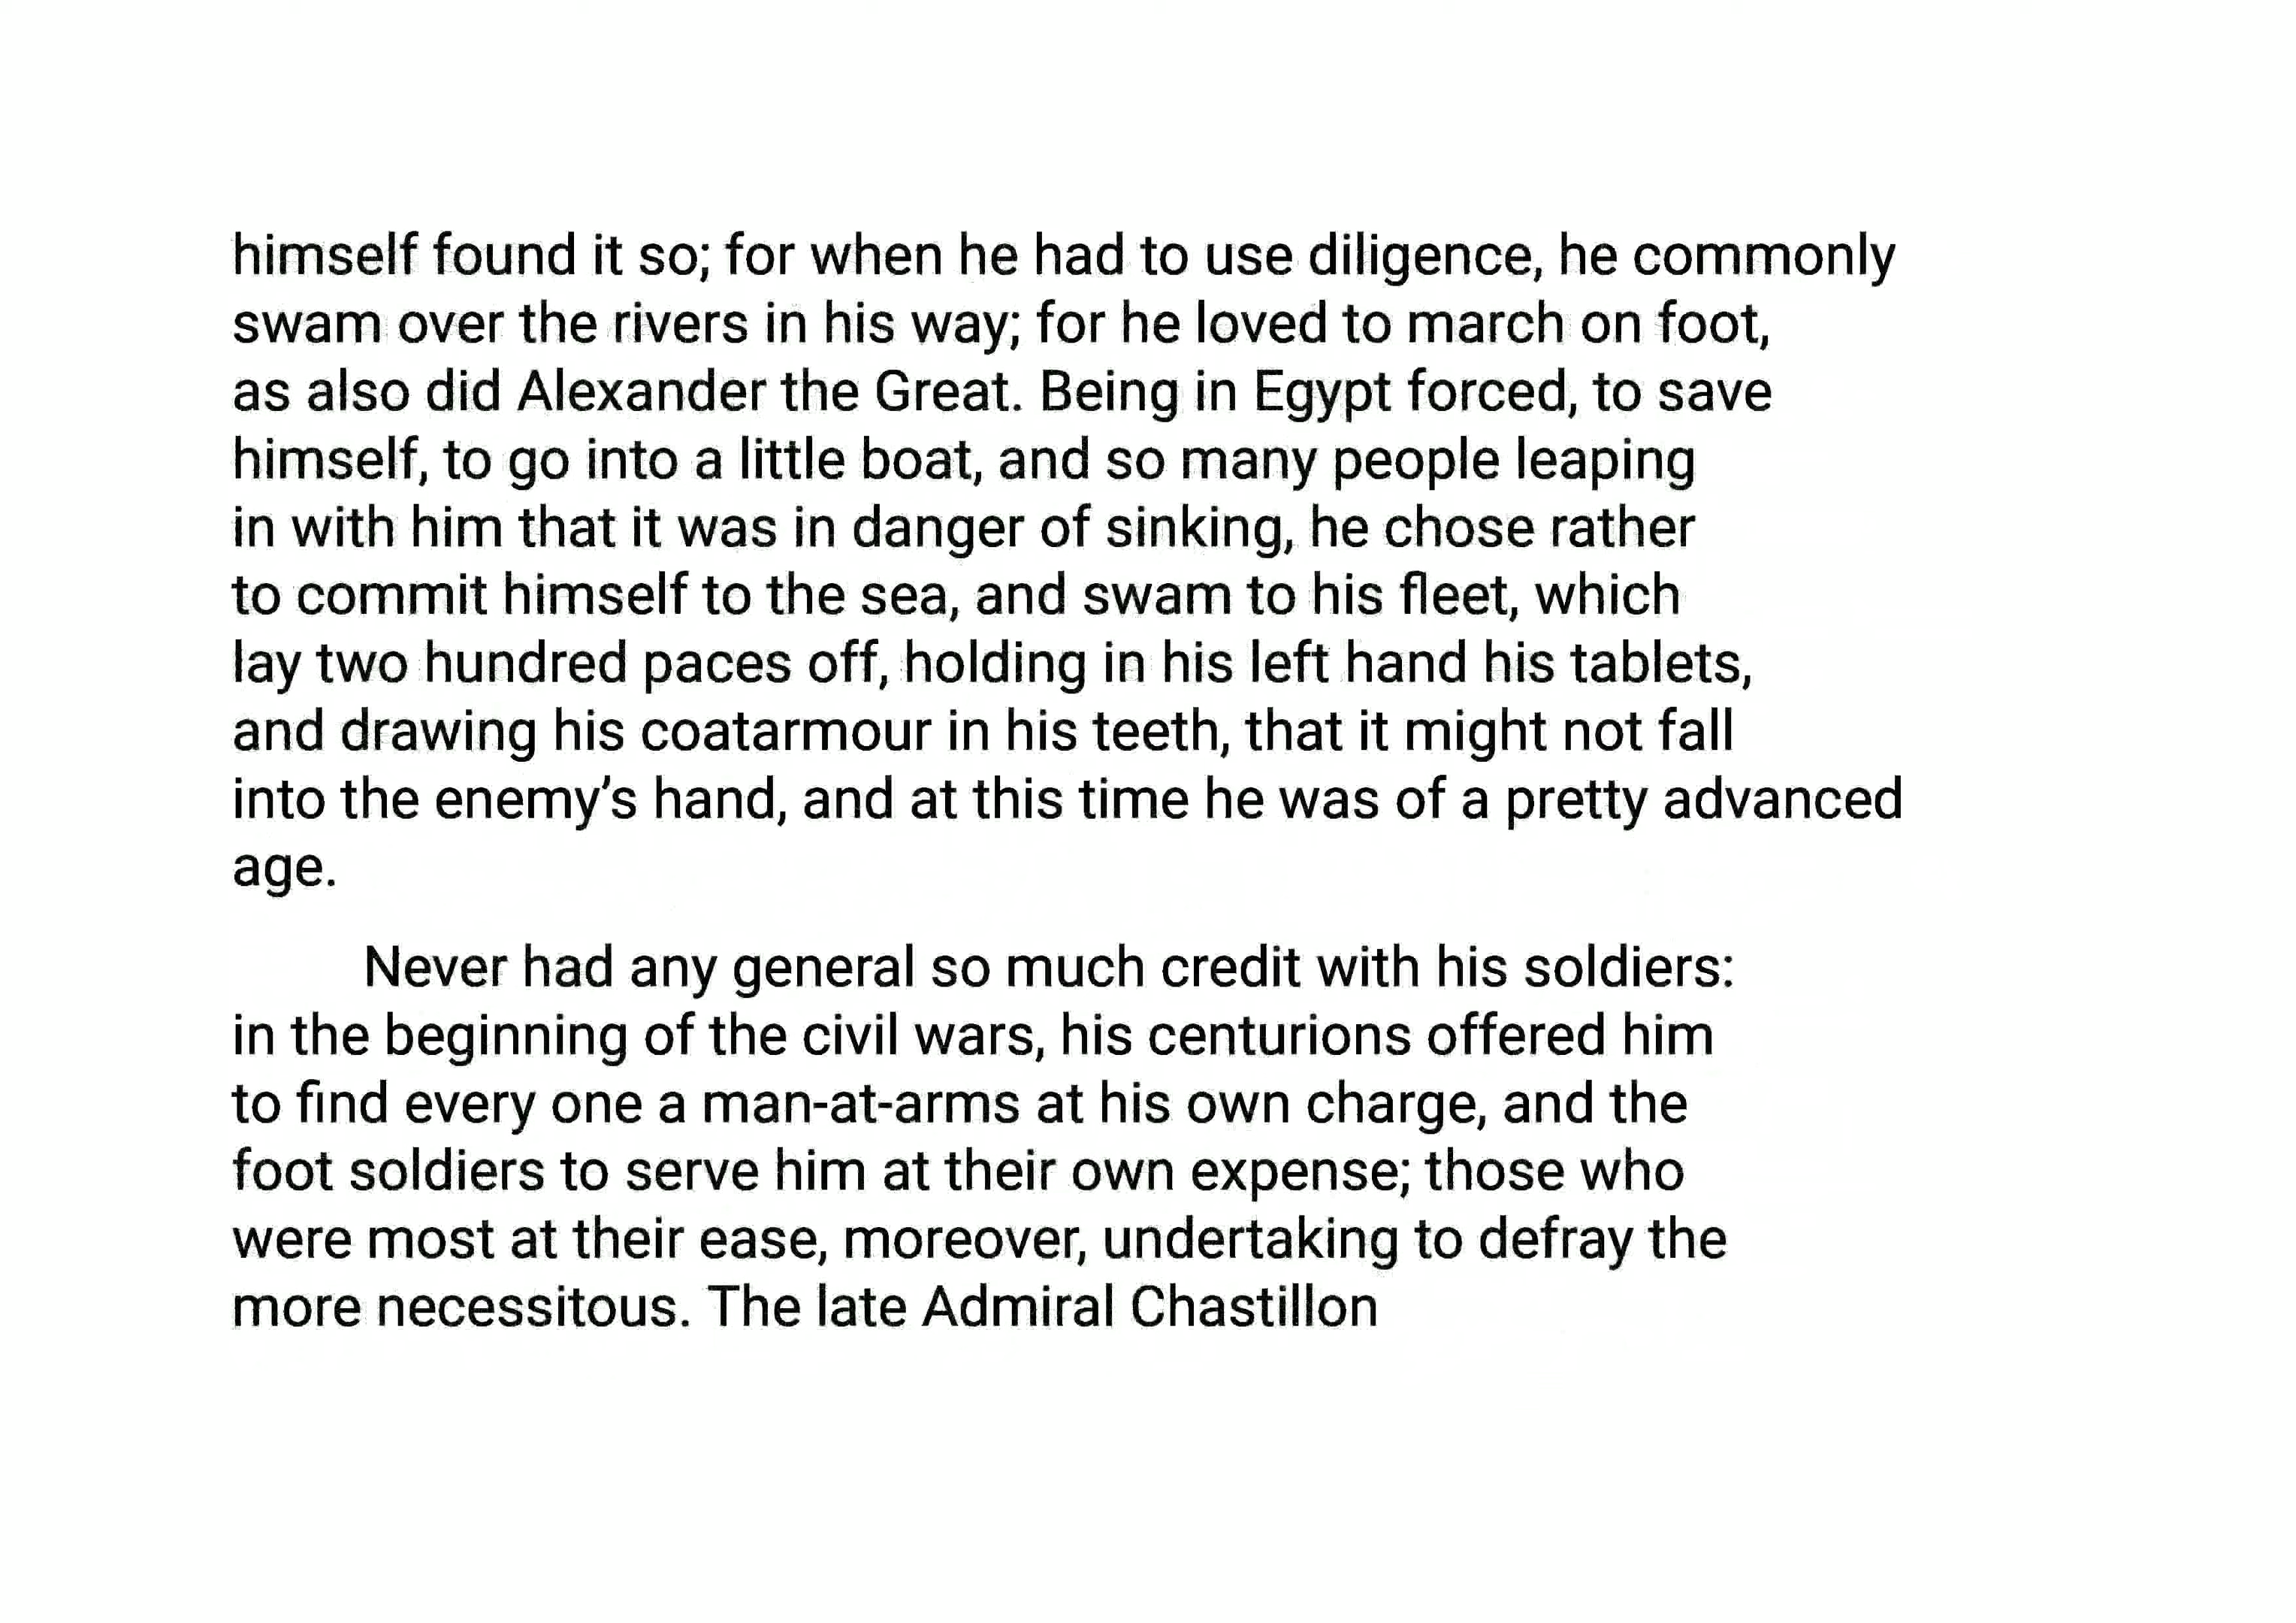 himself found it so; for when he had to use diligence, he commonly
swam over the rivers in his way; for he loved to march on foot,
as also did Alexander the Great. Being in Egypt forced, to save
himself, to go into a little boat, and so many people leaping
in with him that it was in danger of sinking, he chose rather
to commit himself to the sea, and swam to his fleet, which
lay two hundred paces off, holding in his left hand his tablets,
and drawing his coatarmour in his teeth, that it might not fall
into the enemy’s hand, and at this time he was of a pretty advanced
age.
Never had any general so much credit with his soldiers:
in the beginning of the civil wars, his centurions offered him
to find every one a man-at-arms at his own charge, and the
foot soldiers to serve him at their own expense; those who
were most at their ease, moreover, undertaking to defray the
more necessitous. The late Admiral Chastillon